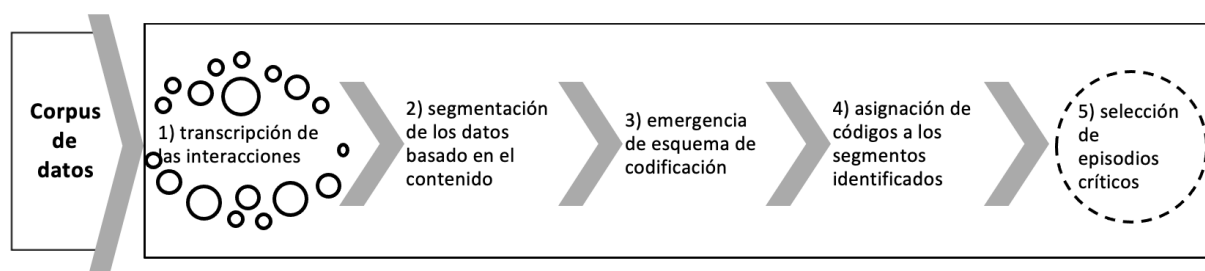 Corpus
de
datos
1) transcripción de
las interacciones
2) segmentación
de los datos
basado en el
contenido
3) emergencia
de esquema de
codificación
4) asignación de
códigos a los
segmentos
identificados
5) selección
de
episodios
críticos